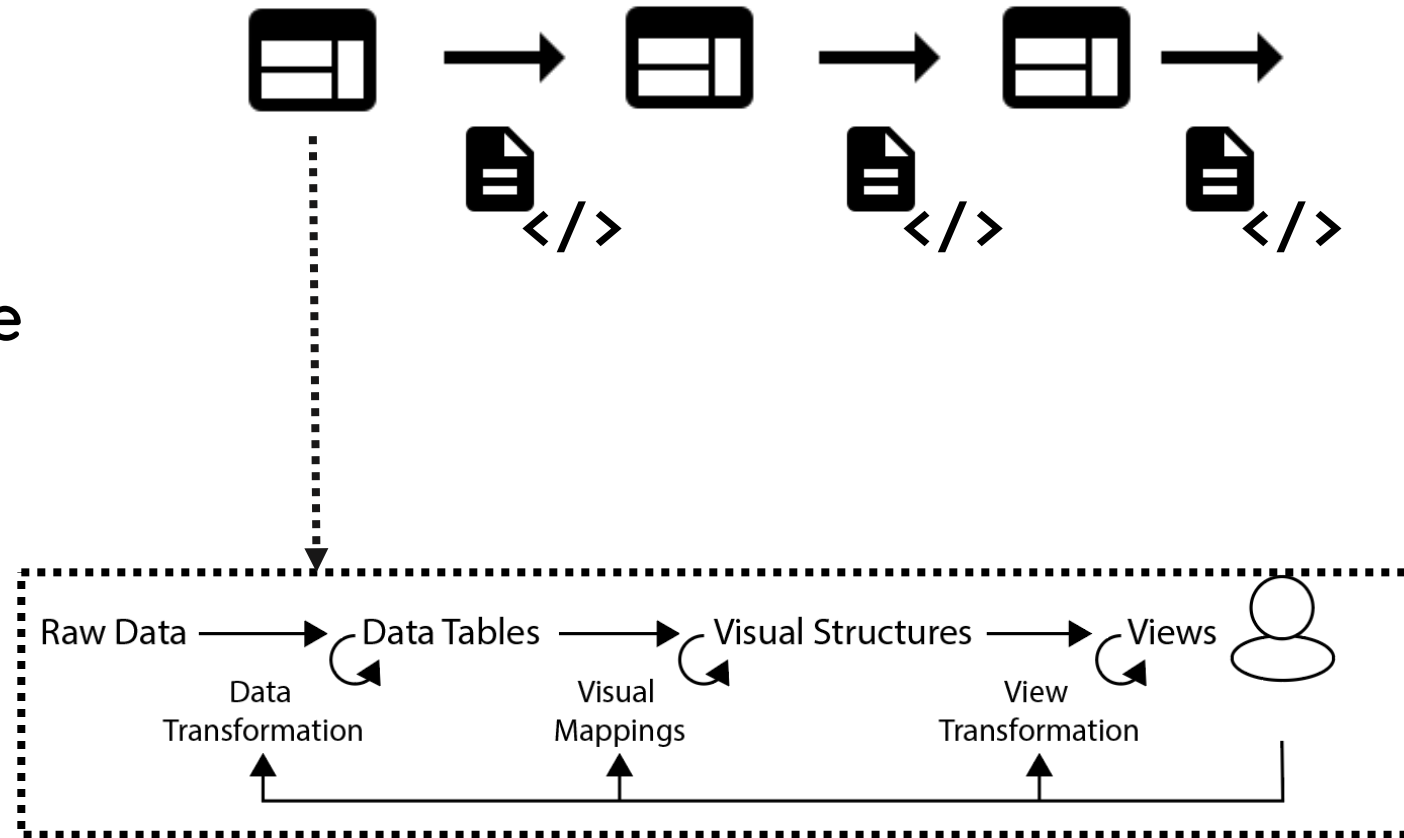 </>
</>
</>
e
Raw Data
Data Tables
Visual Structures
Views
Data
Transformation
Visual
Mappings
View
Transformation